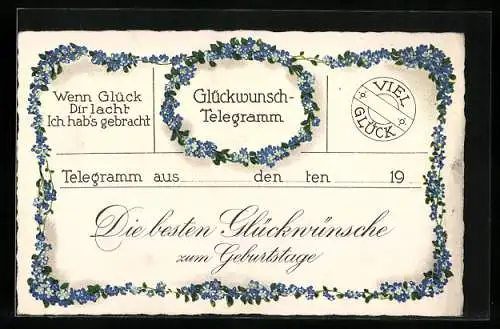 Wenn Glück
Dir lacht
Ich hab's gebracht
Glückwunsch-
Telegramm
VIEL
GLÜCK
Telegramm aus den ten 19
Die besten Glückwünsche
zum Geburtstage